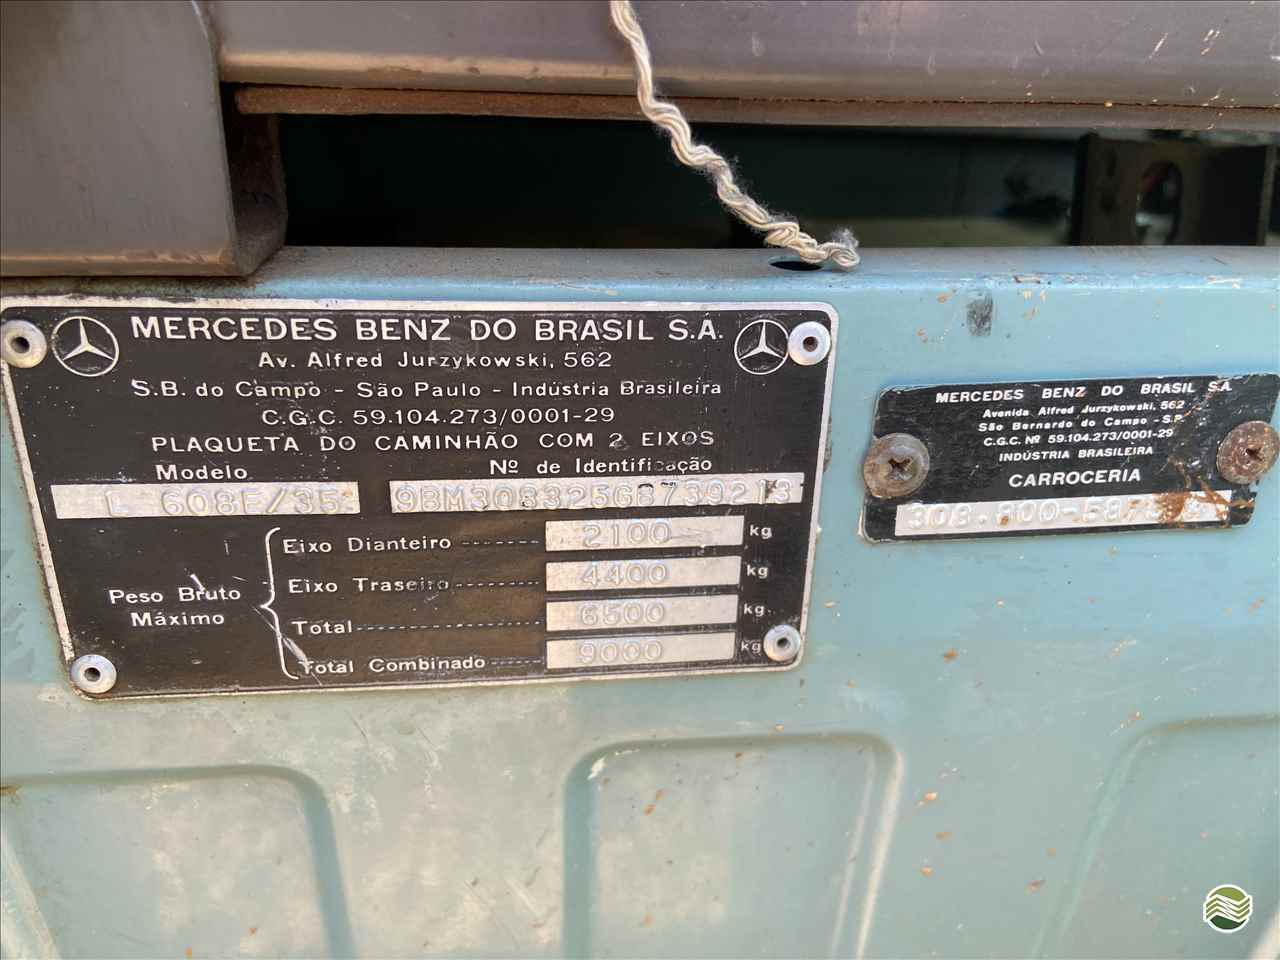 MERCEDES BENZ DO BRASIL S.A.
Av. Alfred Jurzykowski, 562
S.B. do Campo - São Paulo - Indústria Brasileira
C.G.C. 59.104.273/0001-29
PLAQUETA DO CAMINHÃO COM 2 EIXOS
Modelo
Nº de Identificação
L 608E/35
9BM308325GB739213
Peso Bruto Máximo
Eixo Dianteiro 2100 kg
Eixo Traseiro 4400 kg
Total 6500 kg
Total Combinado 9000 kg
MERCEDES BENZ DO BRASIL S.A.
Avenida Alfred Jurzykowski, 562
São Bernardo do Campo - S.P.
C.G.C. Nº 59.104.273/0001-29
INDÚSTRIA BRASILEIRA
CARROCERIA